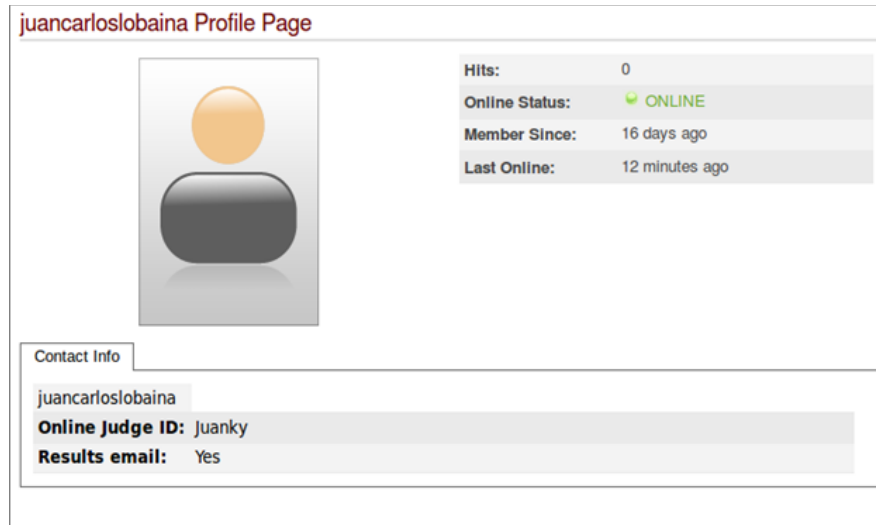 juancarloslobaina Profile Page
Hits: 0
Online Status: ONLINE
Member Since: 16 days ago
Last Online: 12 minutes ago
Contact Info
juancarloslobaina
Online Judge ID: Juanky
Results email: Yes